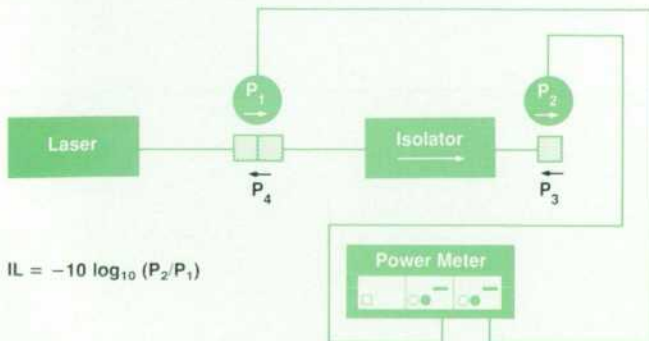 P₁
P₂
Laser
Isolator
P₄
P₃
IL = −10 log₁₀ (P₂/P₁)
Power Meter